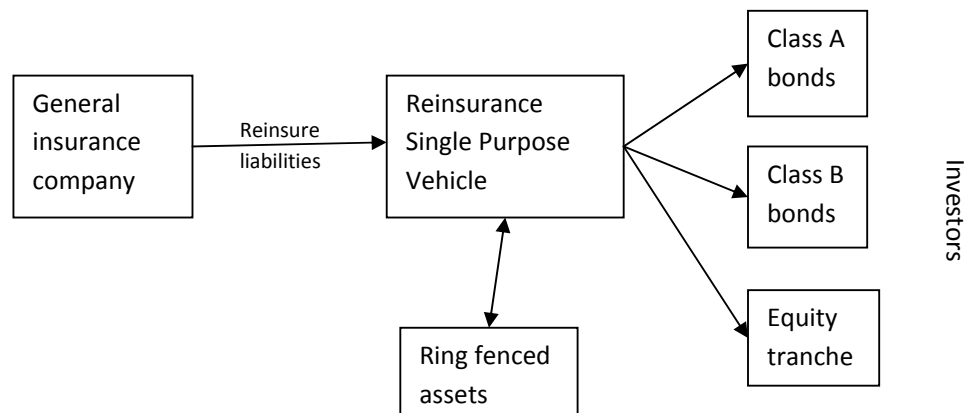 General
insurance
company
Reinsure
liabilities
Reinsurance
Single Purpose
Vehicle
Ring fenced
assets
Class A
bonds
Class B
bonds
Equity
tranche
Investors